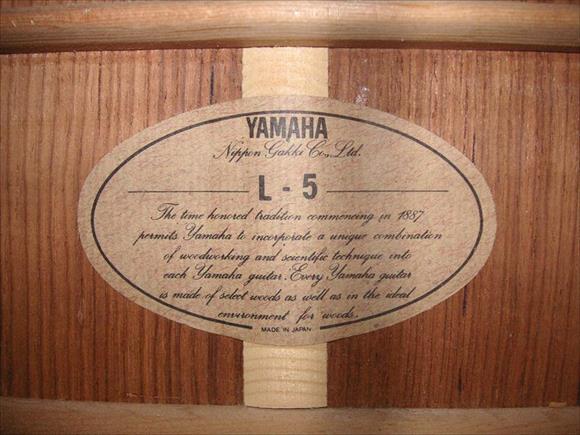 YAMAHA
Nippon Gakki Co., Ltd.
L - 5
The time honored tradition commencing in 1887
permits Yamaha to incorporate a unique combination
of woodworking and scientific technique into
each Yamaha guitar. Every Yamaha guitar
is made of select woods as well as in the ideal
environment for woods.
MADE IN JAPAN